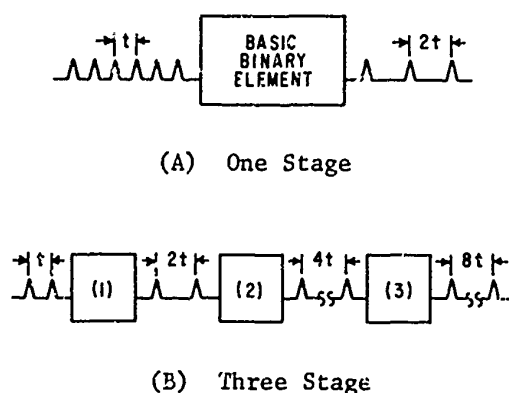 t
BASIC
BINARY
ELEMENT
2t
(A) One Stage
t
(1)
2t
(2)
4t
(3)
8t
(B) Three Stage